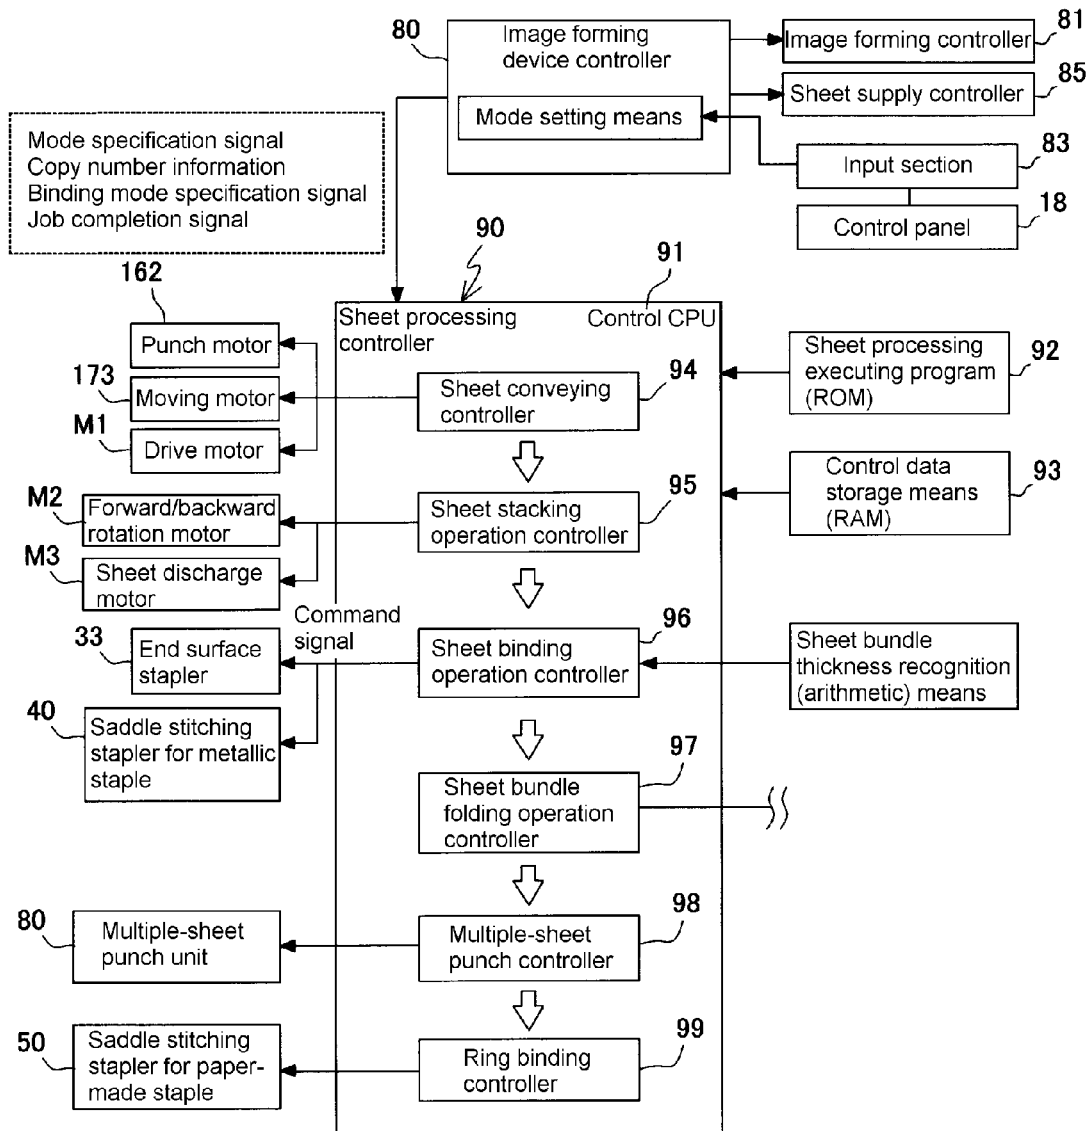 80
Image forming
device controller
Mode setting means
Image forming controller
81
Sheet supply controller
85
Input section
83
Control panel
18
Mode specification signal
Copy number information
Binding mode specification signal
Job completion signal
90
91
Sheet processing
controller
Control CPU
162
Punch motor
173
Moving motor
M1
Drive motor
Sheet conveying
controller
94
Sheet processing
executing program
(ROM)
92
M2
Forward/backward
rotation motor
M3
Sheet discharge
motor
Sheet stacking
operation controller
95
Control data
storage means
(RAM)
93
Command
signal
33
End surface
stapler
Sheet binding
operation controller
96
Sheet bundle
thickness recognition
(arithmetic) means
40
Saddle stitching
stapler for metallic
staple
Sheet bundle
folding operation
controller
97
80
Multiple-sheet
punch unit
Multiple-sheet
punch controller
98
50
Saddle stitching
stapler for paper-
made staple
Ring binding
controller
99